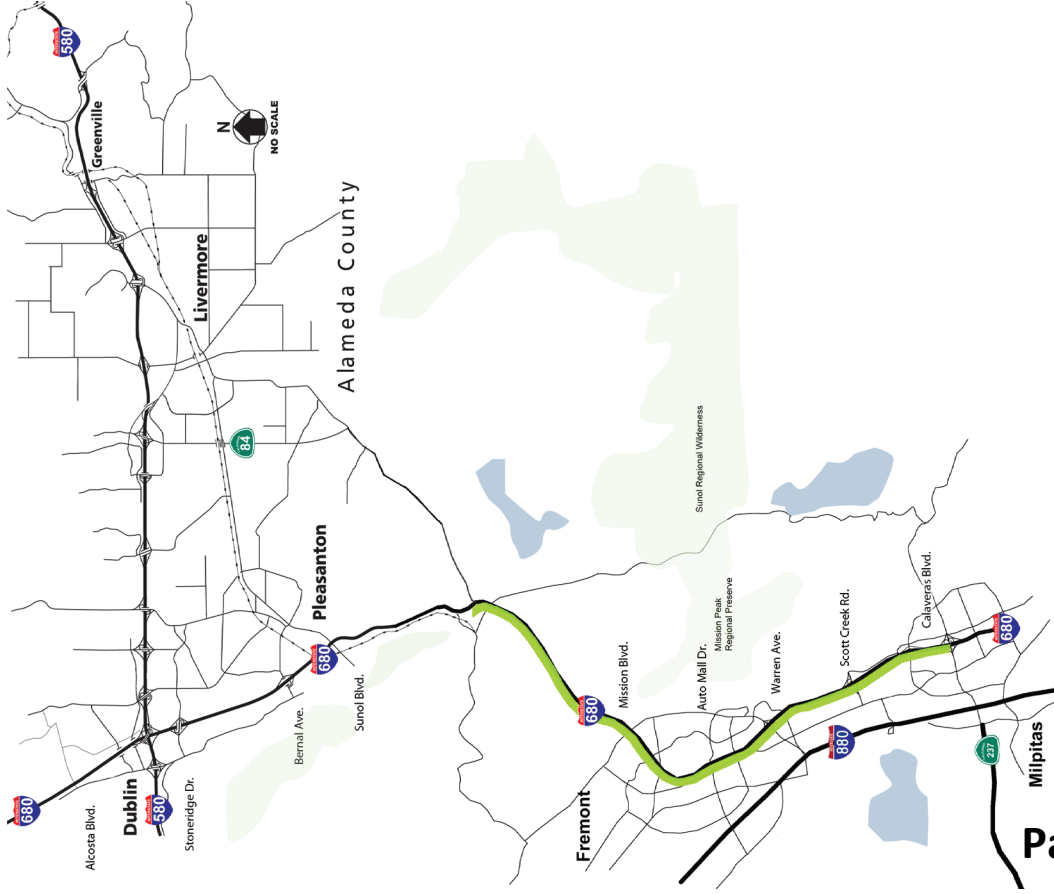 580
Greenville
N
NO SCALE
Livermore
Alameda County
84
Pleasanton
680
Sunol Blvd.
Bernal Ave.
Dublin
580
Stoneridge Dr.
680
Alcosta Blvd.
Sunol Regional Wilderness
Mission Peak
Regional Preserve
Mission Blvd.
680
Auto Mall Dr.
Warren Ave.
Scott Creek Rd.
Calaveras Blvd.
680
880
237
Fremont
Milpitas
Pa